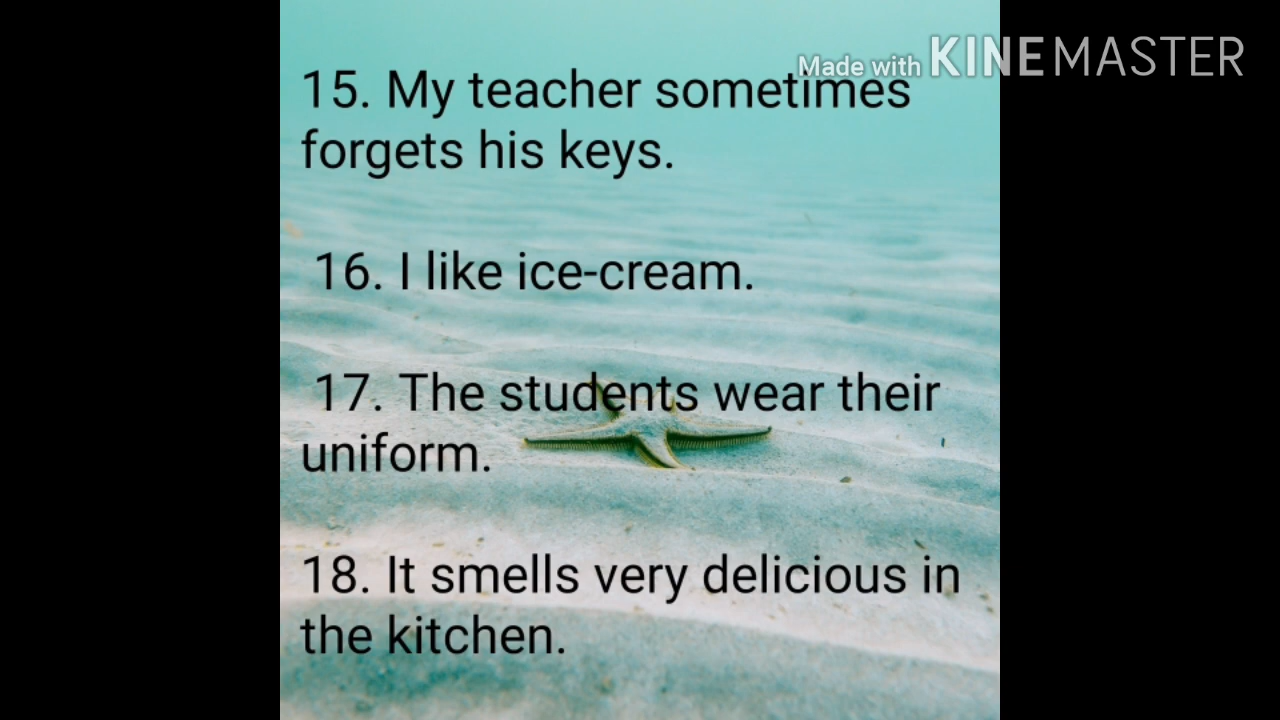 Made with KINEMASTER
15. My teacher sometimes
forgets his keys.
16. I like ice-cream.
17. The students wear their
uniform.
18. It smells very delicious in
the kitchen.